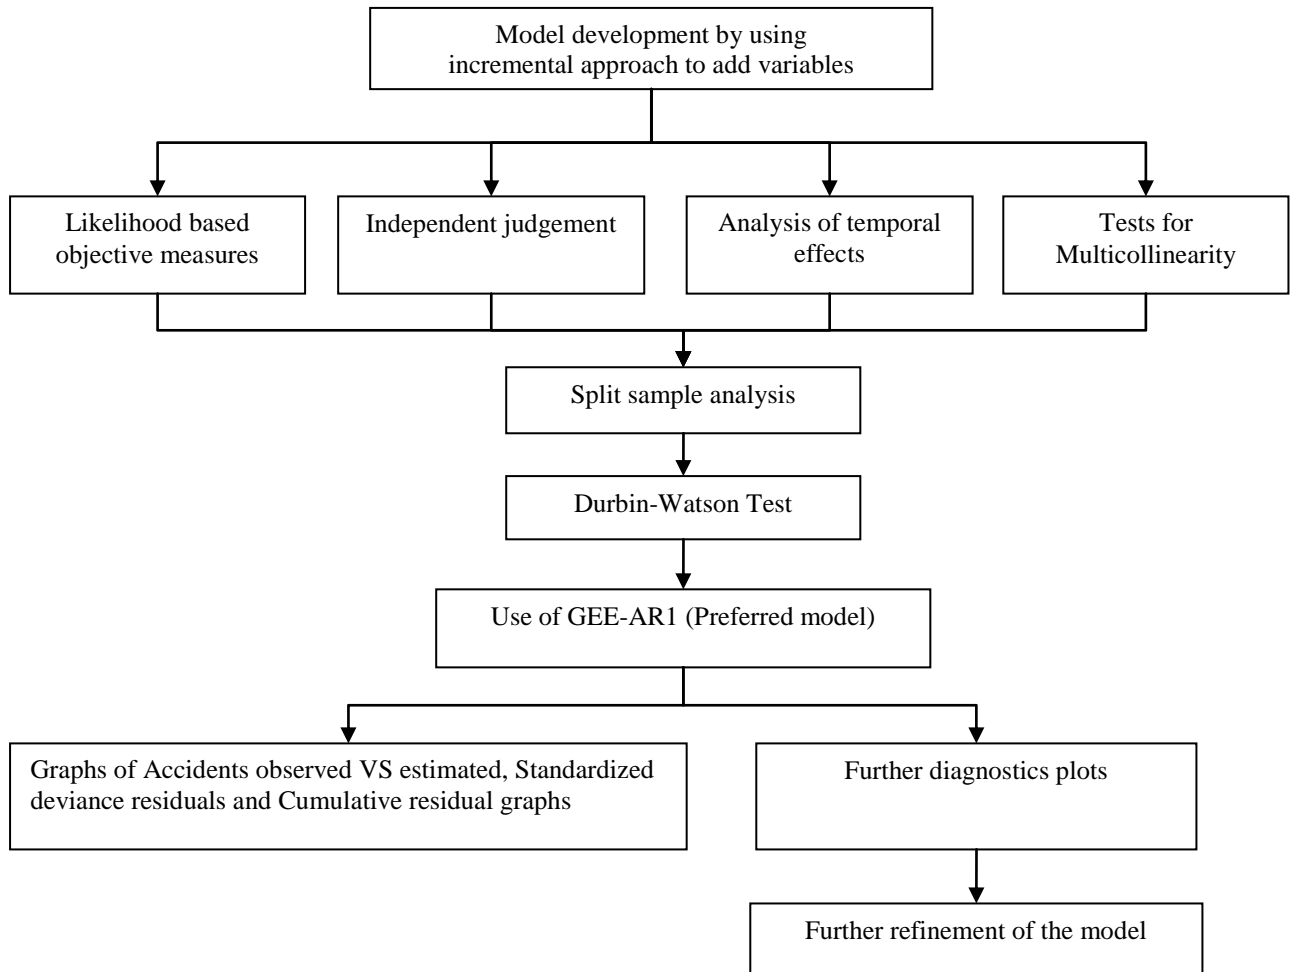 Model development by using
incremental approach to add variables
Likelihood based
objective measures
Independent judgement
Analysis of temporal
effects
Tests for
Multicollinearity
Split sample analysis
Durbin-Watson Test
Use of GEE-AR1 (Preferred model)
Graphs of Accidents observed VS estimated, Standardized
deviance residuals and Cumulative residual graphs
Further diagnostics plots
Further refinement of the model